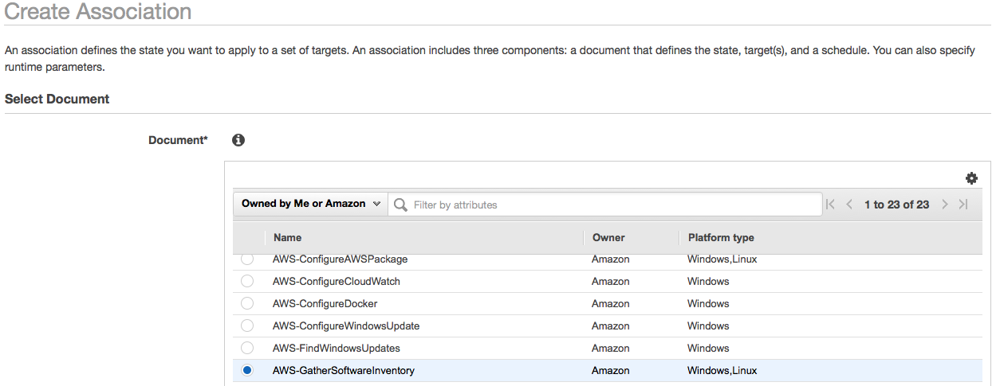 Create Association
An association defines the state you want to apply to a set of targets. An association includes three components: a document that defines the state, target(s), and a schedule. You can also specify
runtime parameters.
Select Document
Document*
Owned by Me or Amazon Filter by attributes 1 to 23 of 23
Name Owner Platform type
AWS-ConfigureAWSPackage Amazon Windows,Linux
AWS-ConfigureCloudWatch Amazon Windows
AWS-ConfigureDocker Amazon Windows
AWS-ConfigureWindowsUpdate Amazon Windows
AWS-FindWindowsUpdates Amazon Windows
AWS-GatherSoftwareInventory Amazon Windows,Linux